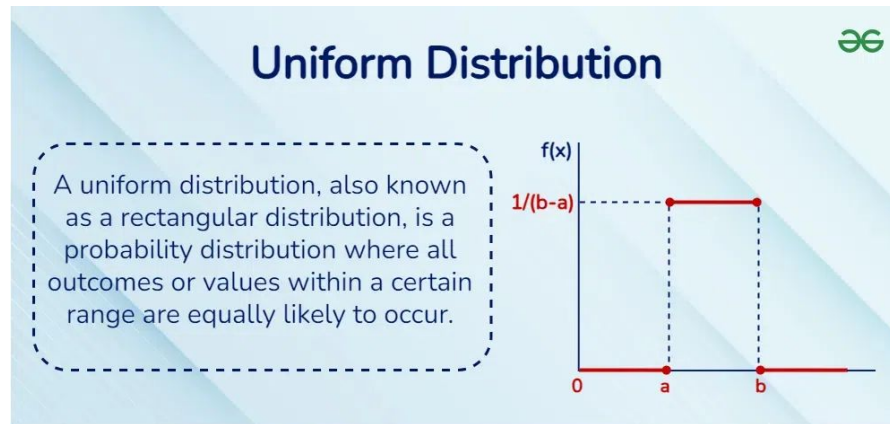 Uniform Distribution
A uniform distribution, also known
as a rectangular distribution, is a
probability distribution where all
outcomes or values within a certain
range are equally likely to occur.
f(x)
1/(b-a)
0 a b